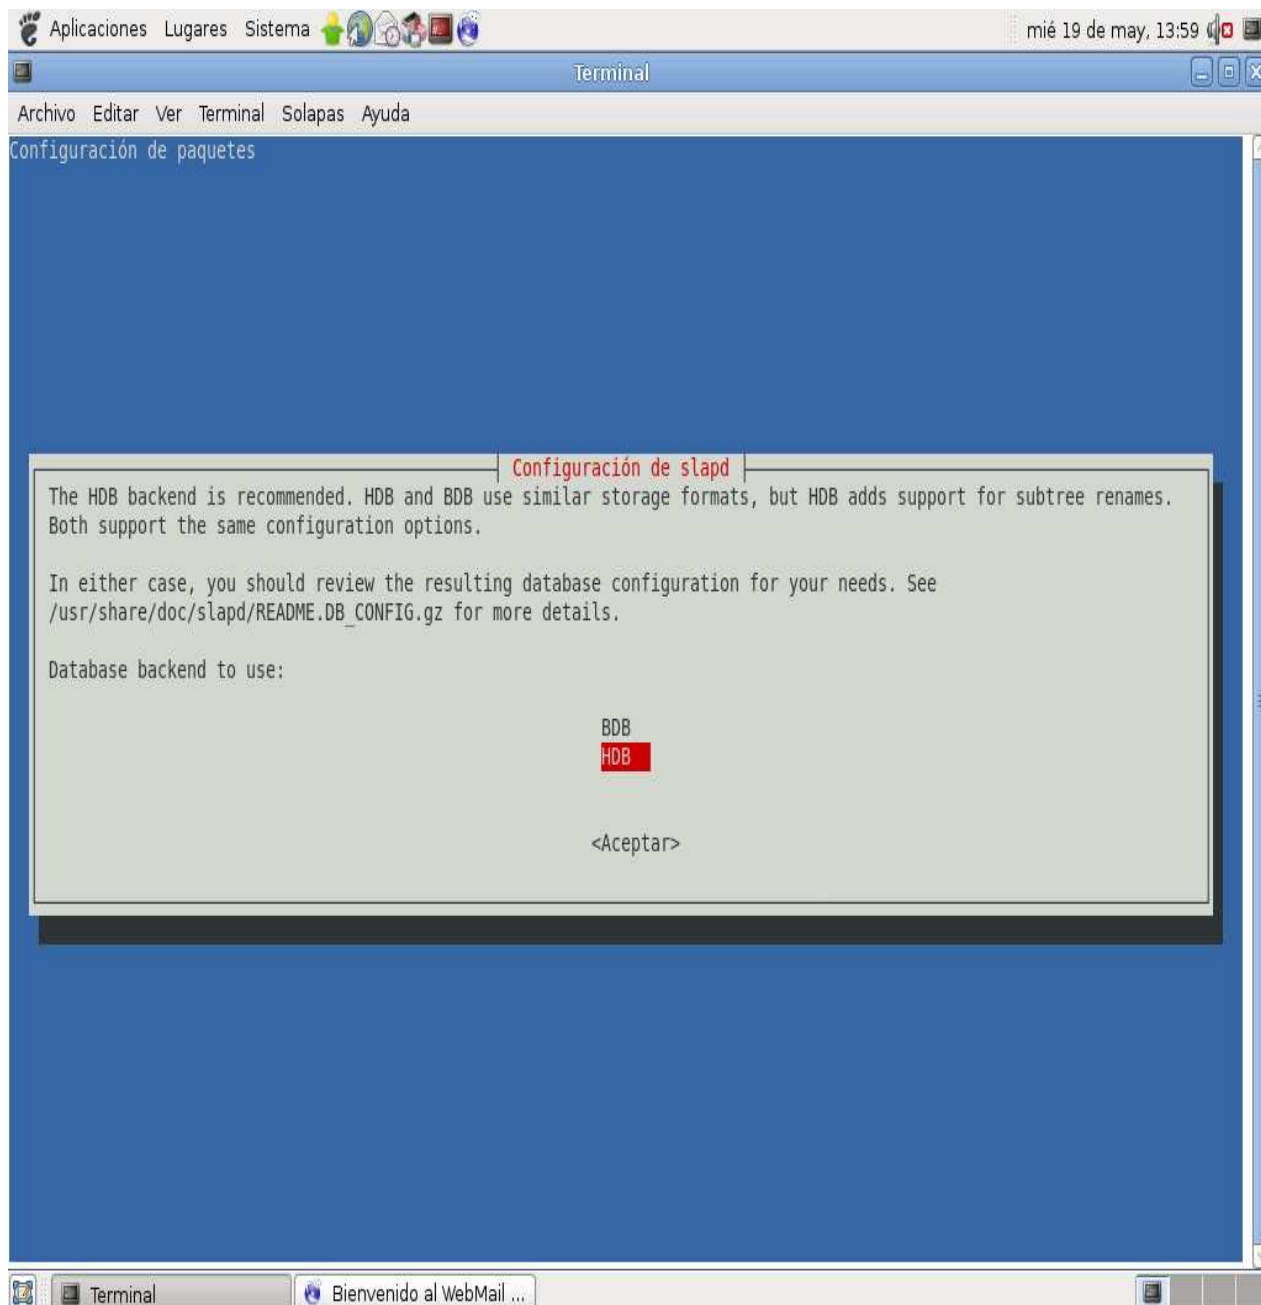 Aplicaciones Lugares Sistema
mié 19 de may, 13:59
Terminal
Archivo Editar Ver Terminal Solapas Ayuda
Configuración de paquetes
Configuración de slapd
The HDB backend is recommended. HDB and BDB use similar storage formats, but HDB adds support for subtree renames.
Both support the same configuration options.
In either case, you should review the resulting database configuration for your needs. See
/usr/share/doc/slapd/README.DB_CONFIG.gz for more details.
Database backend to use:
BDB
HDB
<Aceptar>
Terminal
Bienvenido al WebMail ...